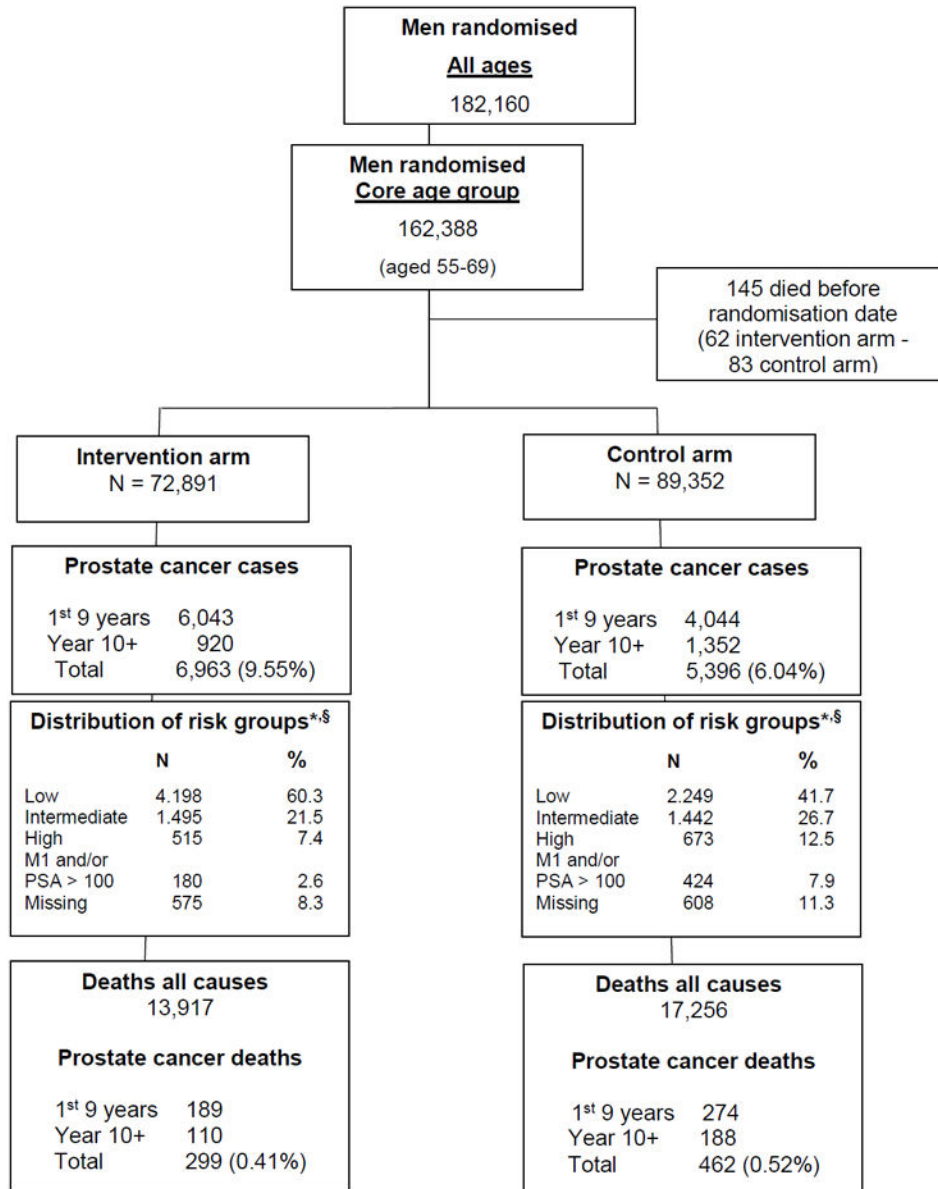 Men randomised
All ages
182,160
Men randomised
Core age group
162,388
(aged 55-69)
145 died before
randomisation date
(62 intervention arm -
83 control arm)
Intervention arm
N = 72,891
Control arm
N = 89,352
Prostate cancer cases
1st 9 years 6,043
Year 10+ 920
Total 6,963 (9.55%)
Prostate cancer cases
1st 9 years 4,044
Year 10+ 1,352
Total 5,396 (6.04%)
Distribution of risk groups*,§
N %
Low 4.198 60.3
Intermediate 1.495 21.5
High 515 7.4
M1 and/or
PSA > 100 180 2.6
Missing 575 8.3
Distribution of risk groups*,§
N %
Low 2.249 41.7
Intermediate 1.442 26.7
High 673 12.5
M1 and/or
PSA > 100 424 7.9
Missing 608 11.3
Deaths all causes
13,917
Prostate cancer deaths
1st 9 years 189
Year 10+ 110
Total 299 (0.41%)
Deaths all causes
17,256
Prostate cancer deaths
1st 9 years 274
Year 10+ 188
Total 462 (0.52%)